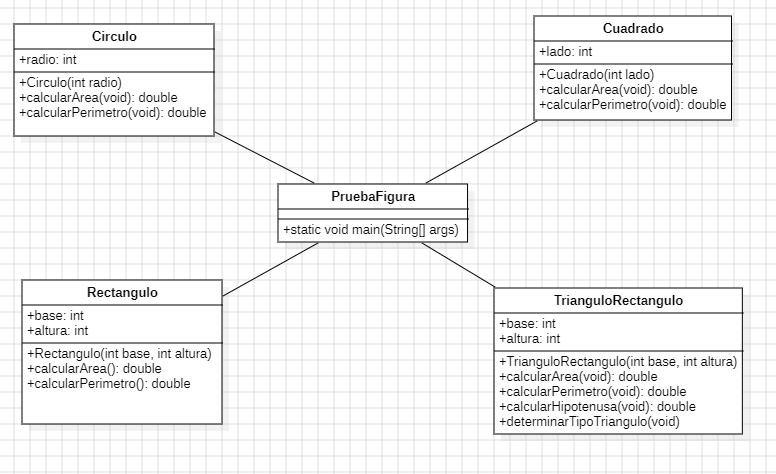 Circulo
+radio: int
+Circulo(int radio)
+calcularArea(void): double
+calcularPerimetro(void): double
Cuadrado
+lado: int
+Cuadrado(int lado)
+calcularArea(void): double
+calcularPerimetro(void): double
PruebaFigura
+static void main(String[] args)
Rectangulo
+base: int
+altura: int
+Rectangulo(int base, int altura)
+calcularArea(): double
+calcularPerimetro(): double
TrianguloRectangulo
+base: int
+altura: int
+TrianguloRectangulo(int base, int altura)
+calcularArea(void): double
+calcularPerimetro(void): double
+calcularHipotenusa(void): double
+determinarTipoTriangulo(void)